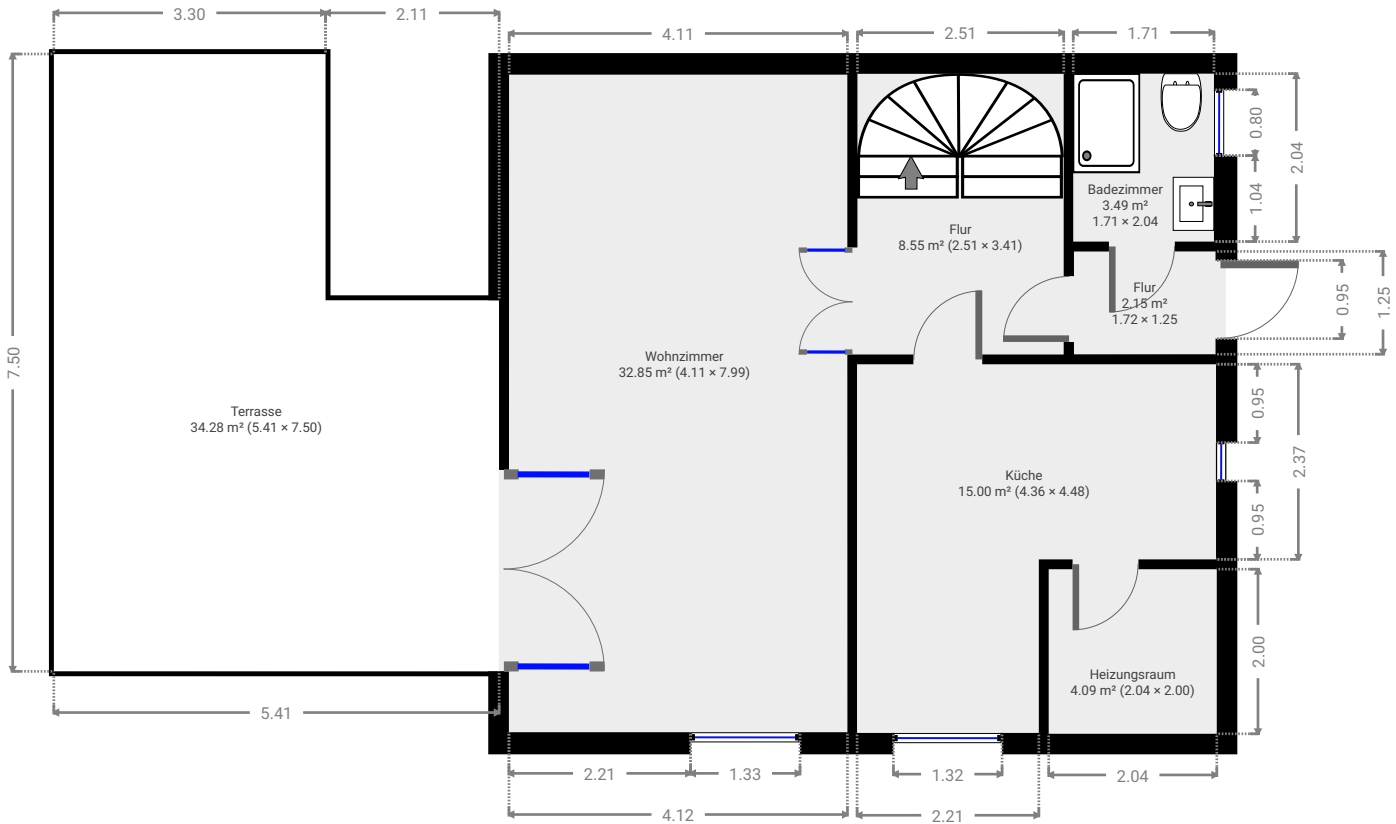 3.30
2.11
4.11
2.51
1.71
0.80
2.04
1.04
Badezimmer
3.49 m²
1.71 × 2.04
Flur
8.55 m² (2.51 × 3.41)
Flur
2.15 m²
1.72 × 1.25
0.95
1.25
7.50
Wohnzimmer
32.85 m² (4.11 × 7.99)
Terrasse
34.28 m² (5.41 × 7.50)
0.95
2.37
Küche
15.00 m² (4.36 × 4.48)
0.95
2.00
Heizungsraum
4.09 m² (2.04 × 2.00)
5.41
2.21
1.33
1.32
2.04
4.12
2.21